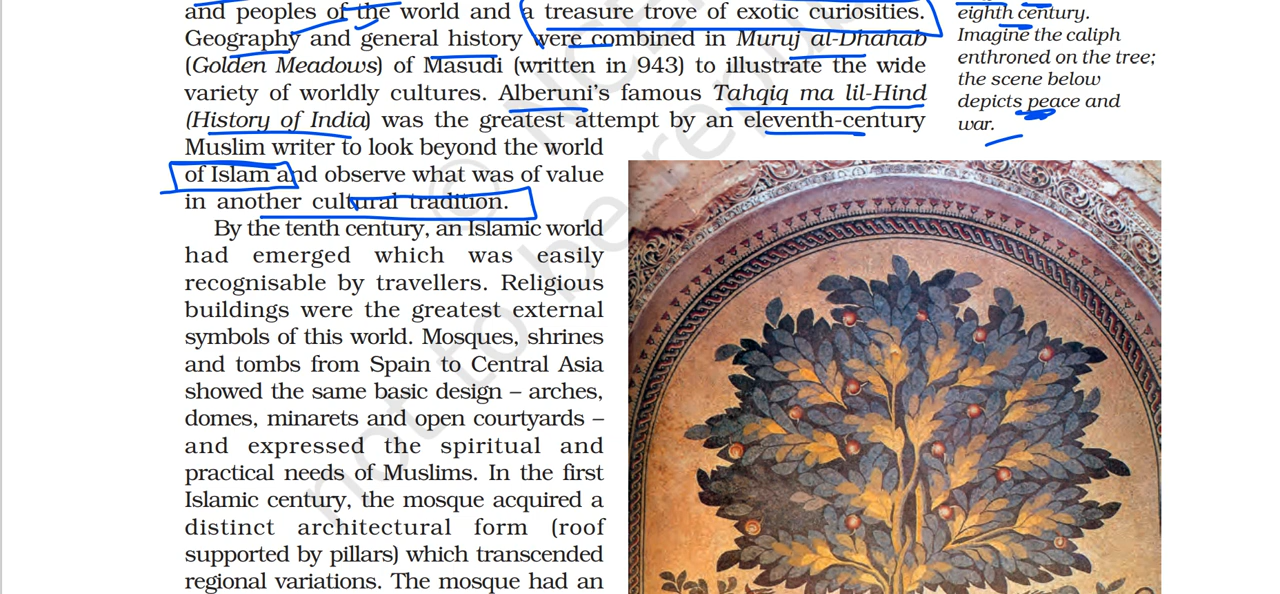 and peoples of the world and a treasure trove of exotic curiosities.
Geography and general history were combined in Muruj al-Dhahab
(Golden Meadows) of Masudi (written in 943) to illustrate the wide
variety of worldly cultures. Alberuni's famous Tahqiq ma lil-Hind
(History of India) was the greatest attempt by an eleventh-century
Muslim writer to look beyond the world
of Islam and observe what was of value
in another cultural tradition.
By the tenth century, an Islamic world
had emerged which was easily
recognisable by travellers. Religious
buildings were the greatest external
symbols of this world. Mosques, shrines
and tombs from Spain to Central Asia
showed the same basic design – arches,
domes, minarets and open courtyards –
and expressed the spiritual and
practical needs of Muslims. In the first
Islamic century, the mosque acquired a
distinct architectural form (roof
supported by pillars) which transcended
regional variations. The mosque had an
eighth century.
Imagine the caliph
enthroned on the tree;
the scene below
depicts peace and
war.
not to be repu
© NCE